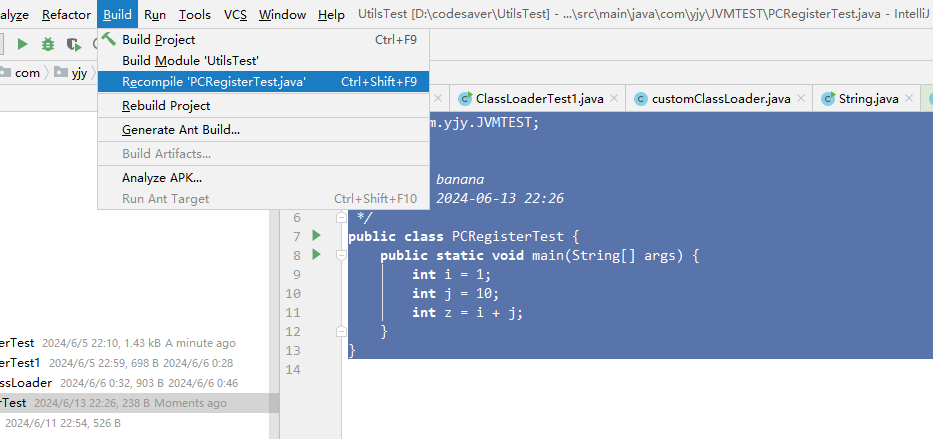 alyze Refactor Build Run Tools VCS Window Help UtilsTest [D:\codesaver\UtilsTest] - ...\src\main\java\com\yjy\JVMTEST\PCRegisterTest.java - IntelliJ
Build Project Ctrl+F9
Build Module 'UtilsTest'
com yjy
Recompile 'PCRegisterTest.java' Ctrl+Shift+F9
Rebuild Project
Generate Ant Build...
Build Artifacts...
Analyze APK...
Run Ant Target Ctrl+Shift+F10
ClassLoaderTest1.java customClassLoader.java String.java
m.yjy.JVMTEST;
banana
2024-06-13 22:26
6 */
7 public class PCRegisterTest {
8 public static void main(String[] args) {
9 int i = 1;
10 int j = 10;
11 int z = i + j;
12 }
13 }
14
erTest 2024/6/5 22:10, 1.43 kB A minute ago
erTest1 2024/6/5 22:59, 698 B 2024/6/6 0:28
assLoader 2024/6/6 0:32, 903 B 2024/6/6 0:46
rTest 2024/6/13 22:26, 238 B Moments ago
2024/6/11 22:54, 526 B